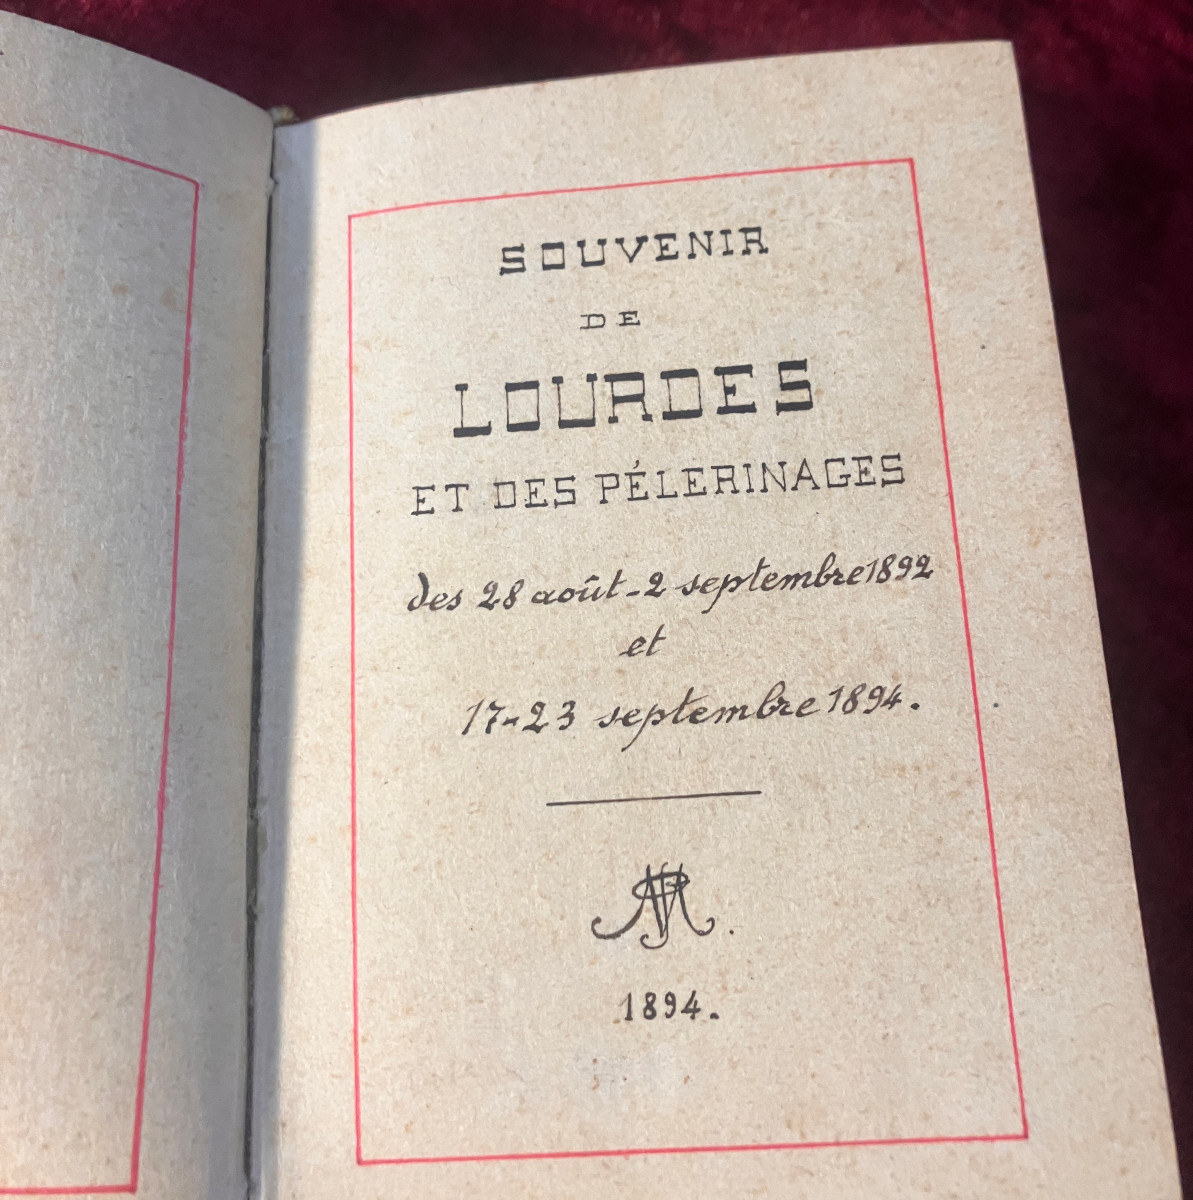 SOUVENIR
DE
LOURDES
ET DES PÉLERINAGES
des 28 août - 2 septembre 1892
et
17-23 septembre 1894.
1894.